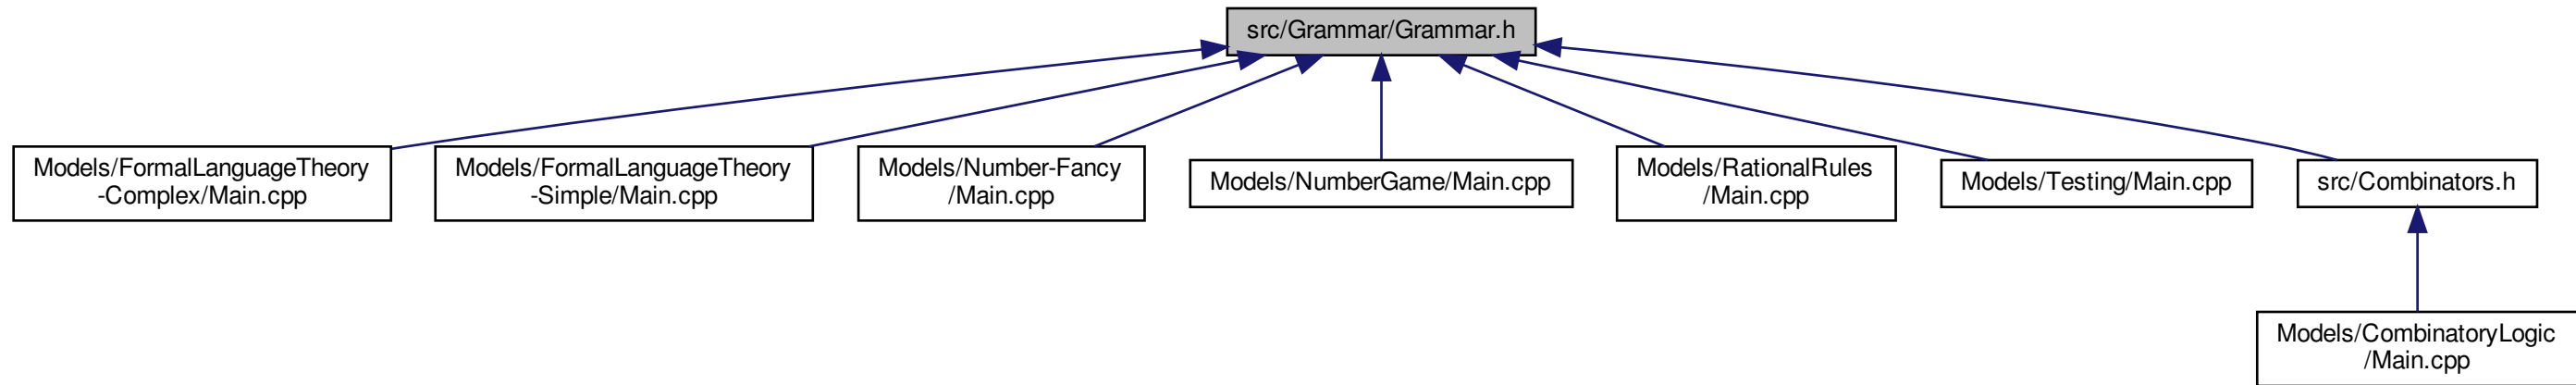 src/Grammar/Grammar.h
Models/FormalLanguageTheory
-Complex/Main.cpp
Models/FormalLanguageTheory
-Simple/Main.cpp
Models/Number-Fancy
/Main.cpp
Models/NumberGame/Main.cpp
Models/RationalRules
/Main.cpp
Models/Testing/Main.cpp
src/Combinators.h
Models/CombinatoryLogic
/Main.cpp